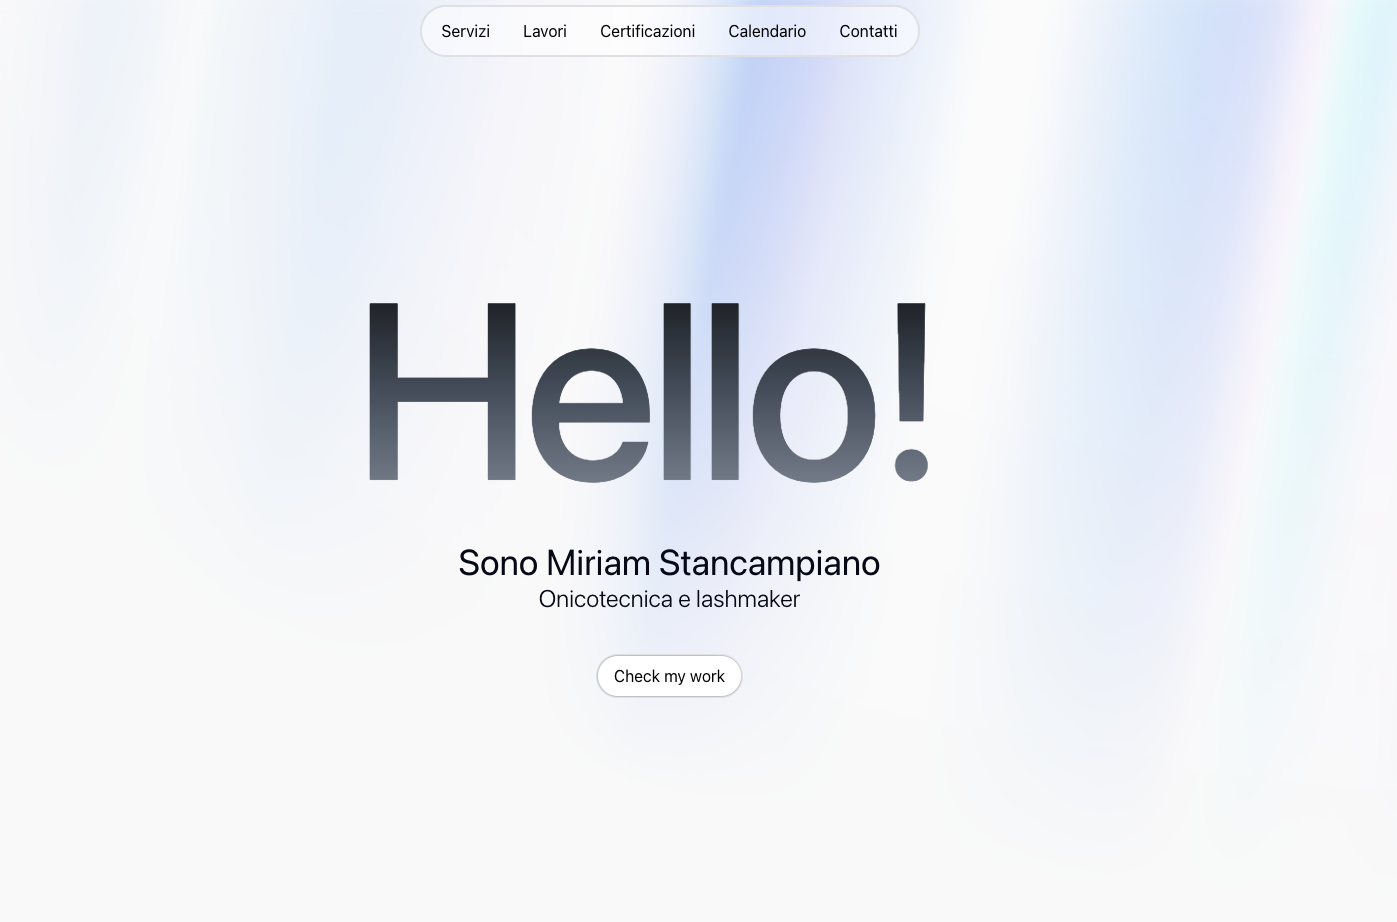 Servizi Lavori Certificazioni Calendario Contatti
Hello!
Sono Miriam Stancampiano
Onicotecnica e lashmaker
Check my work